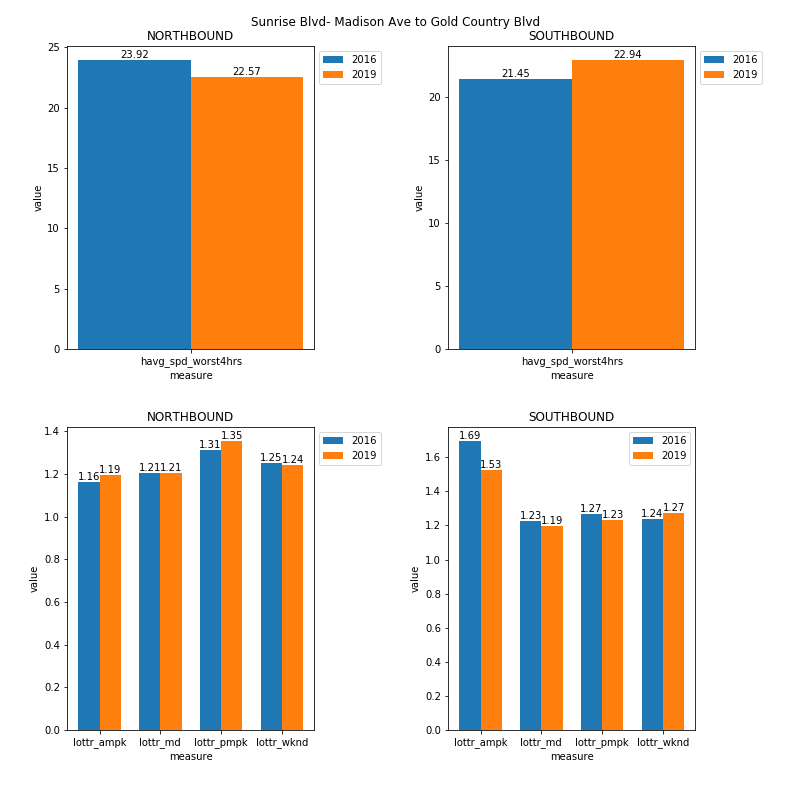 Sunrise Blvd- Madison Ave to Gold Country Blvd
NORTHBOUND
25
20
15
10
5
0
value
23.92
22.57
havg_spd_worst4hrs
measure
2016
2019
SOUTHBOUND
20
15
10
5
0
value
21.45
22.94
havg_spd_worst4hrs
measure
2016
2019
NORTHBOUND
1.4
1.2
1.0
0.8
0.6
0.4
0.2
0.0
value
1.16
1.19
1.21
1.21
1.31
1.35
1.25
1.24
lottr_ampk
lottr_md
lottr_pmpk
lottr_wknd
measure
2016
2019
SOUTHBOUND
1.6
1.4
1.2
1.0
0.8
0.6
0.4
0.2
0.0
value
1.69
1.53
1.23
1.19
1.27
1.23
1.24
1.27
lottr_ampk
lottr_md
lottr_pmpk
lottr_wknd
measure
2016
2019